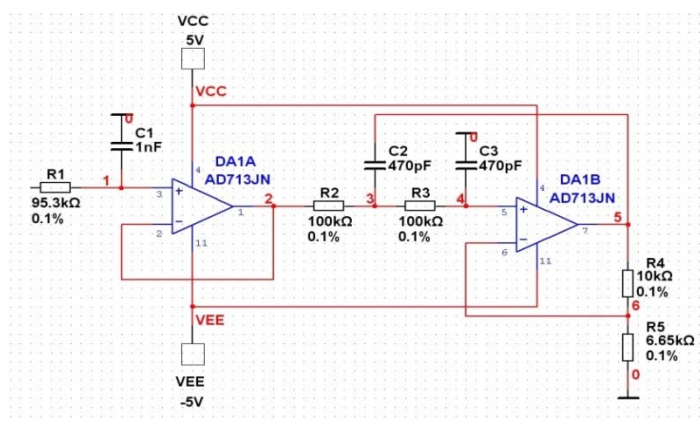 VCC
5V
VCC
0
C1
1nF
R1
95.3kΩ
0.1%
1
3
2
4
11
1
DA1A
AD713JN
2
R2
100kΩ
0.1%
3
C2
470pF
R3
100kΩ
0.1%
4
0
C3
470pF
DA1B
AD713JN
4
5
6
7
11
5
R4
10kΩ
0.1%
6
R5
6.65kΩ
0.1%
0
VEE
VEE
-5V